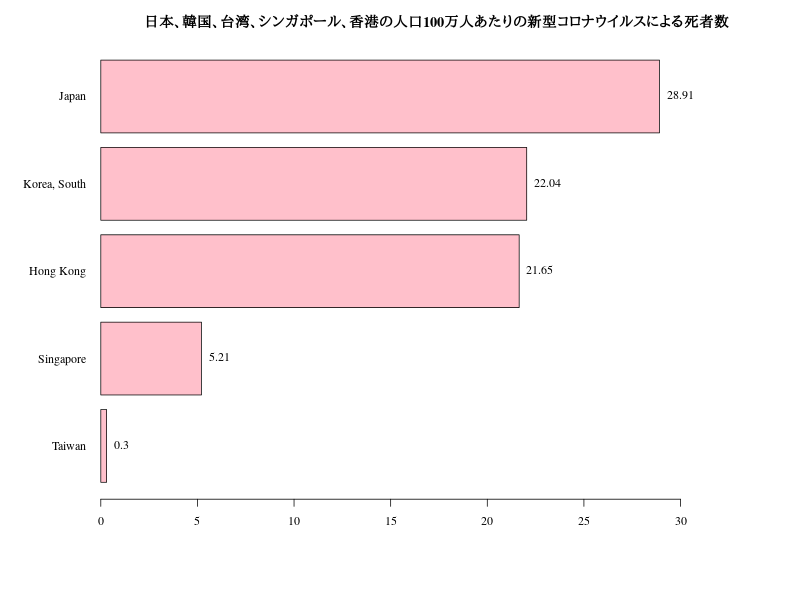 日本、韓国、台湾、シンガポール、香港の人口100万人あたりの新型コロナウイルスによる死者数
Japan
28.91
Korea, South
22.04
Hong Kong
21.65
Singapore
5.21
Taiwan
0.3
0 5 10 15 20 25 30